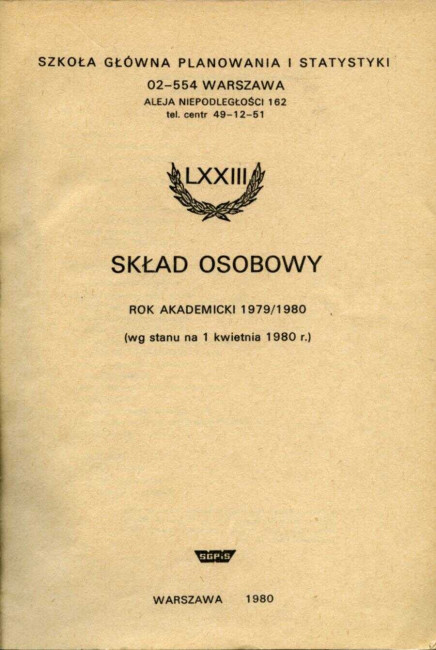 SZKOŁA GŁÓWNA PLANOWANIA I STATYSTYKI
02-554 WARSZAWA
ALEJA NIEPODLEGŁOŚCI 162
tel. centr 49-12-51
LXXIII
SKŁAD OSOBOWY
ROK AKADEMICKI 1979/1980
(wg stanu na 1 kwietnia 1980 r.)
SGPiS
WARSZAWA 1980